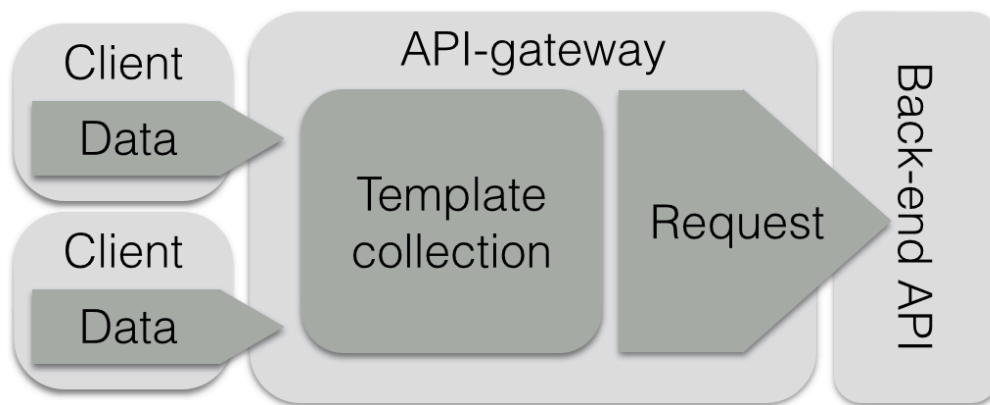 Client
Data
Client
Data
API-gateway
Template
collection
Request
Back-end API